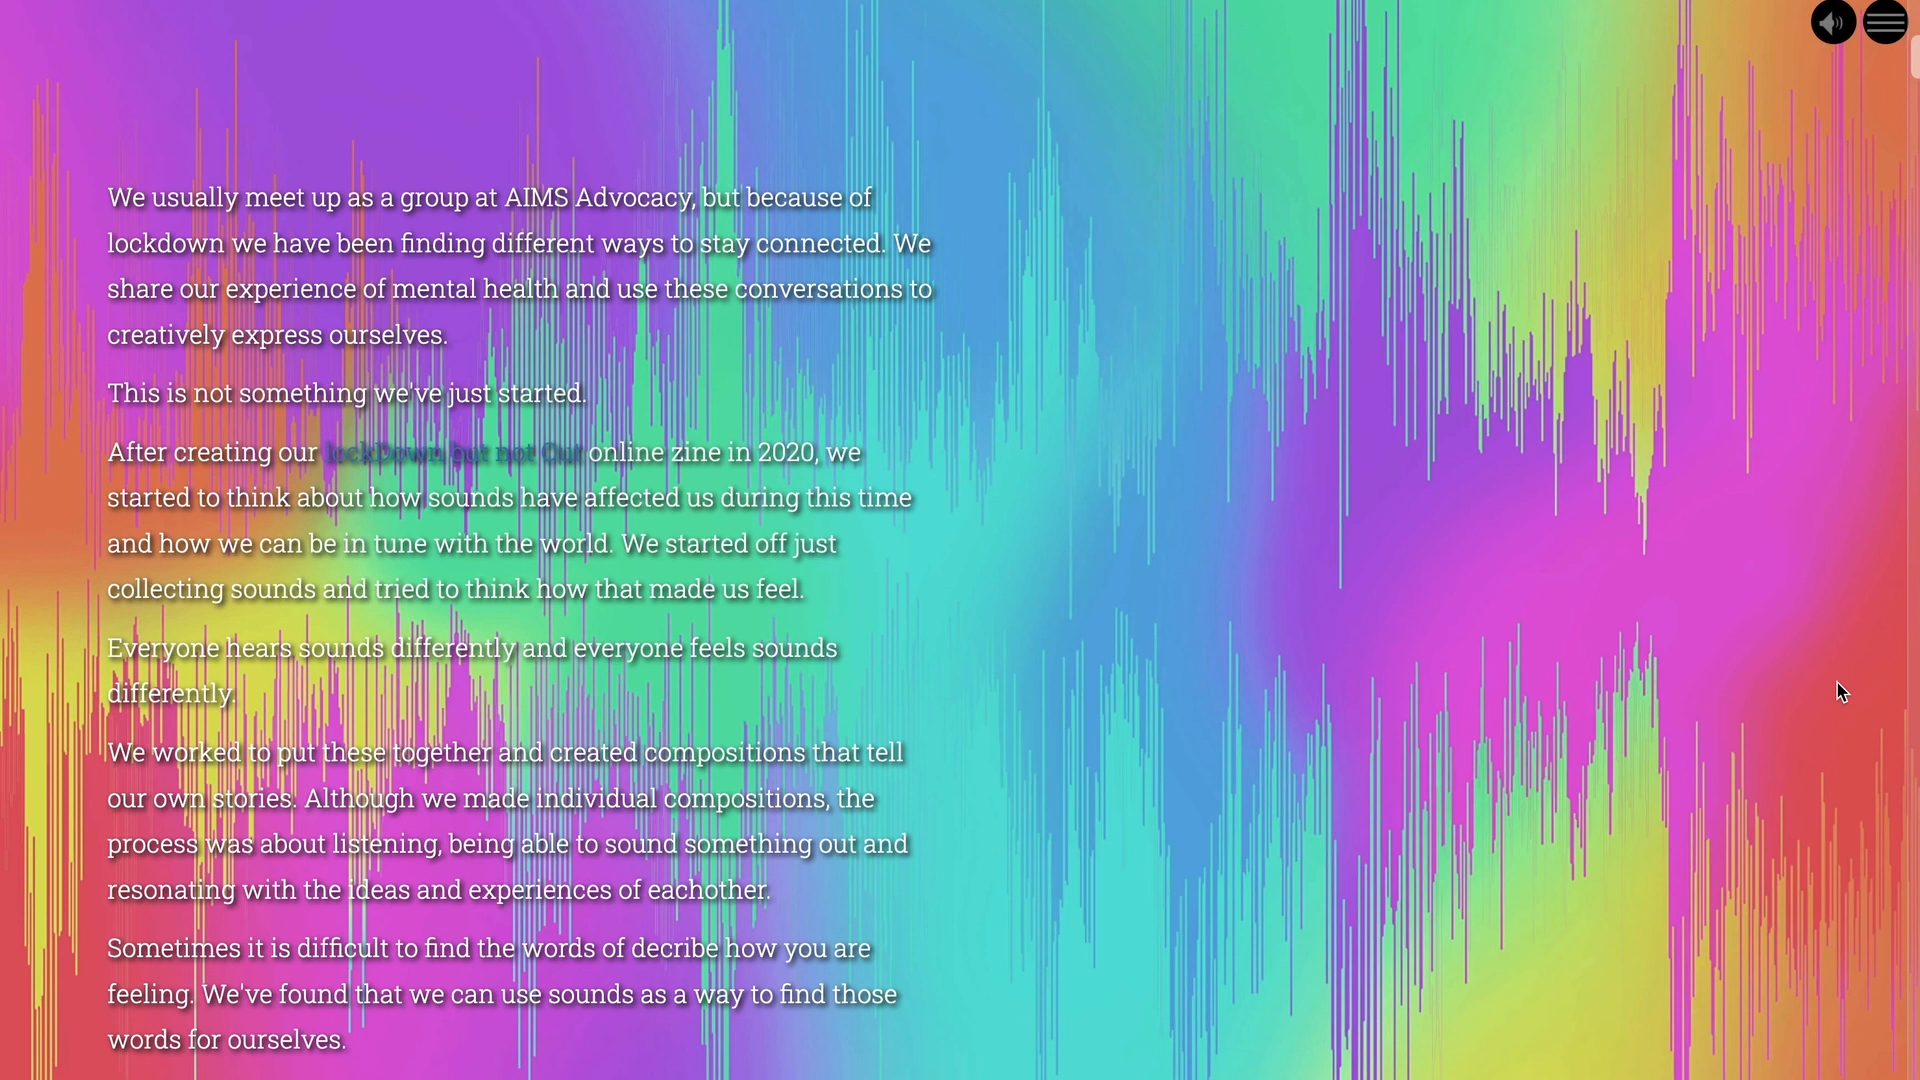 We usually meet up as a group at AIMS Advocacy, but because of
lockdown we have been finding different ways to stay connected. We
share our experience of mental health and use these conversations to
creatively express ourselves.
This is not something we've just started.
After creating our lockDown but not Out online zine in 2020, we
started to think about how sounds have affected us during this time
and how we can be in tune with the world. We started off just
collecting sounds and tried to think how that made us feel.
Everyone hears sounds differently and everyone feels sounds
differently.
We worked to put these together and created compositions that tell
our own stories. Although we made individual compositions, the
process was about listening, being able to sound something out and
resonating with the ideas and experiences of eachother.
Sometimes it is difficult to find the words of decribe how you are
feeling. We've found that we can use sounds as a way to find those
words for ourselves.